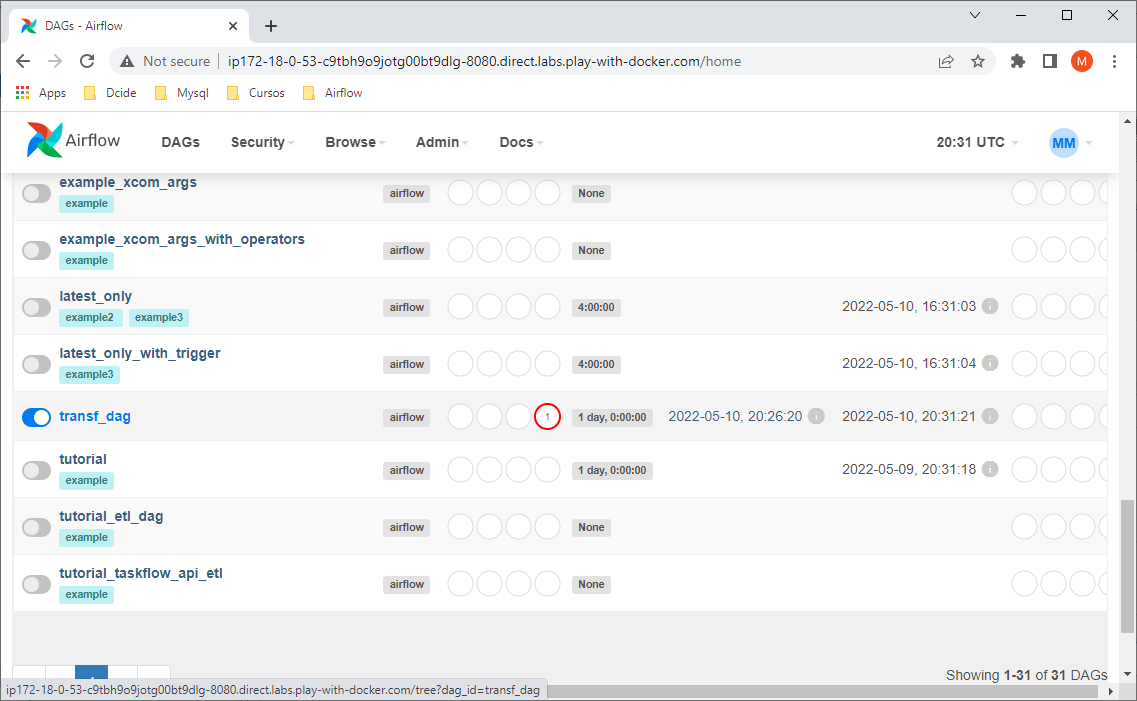 DAGs - Airflow
Not secure ip172-18-0-53-c9tbh9o9jotg00bt9dlg-8080.direct.labs.play-with-docker.com/home M
Apps Dcide Mysql Cursos Airflow
Airflow DAGs Security Browse Admin Docs 20:31 UTC MM
example_xcom_args airflow None
example
example_xcom_args_with_operators airflow None
example
latest_only airflow 4:00:00 2022-05-10, 16:31:03 i
example2 example3
latest_only_with_trigger airflow 4:00:00 2022-05-10, 16:31:04 i
example3
transf_dag airflow 1 1 day, 0:00:00 2022-05-10, 20:26:20 i 2022-05-10, 20:31:21 i
tutorial airflow 1 day, 0:00:00 2022-05-09, 20:31:18 i
example
tutorial_etl_dag airflow None
example
tutorial_taskflow_api_etl airflow None
example
Showing 1-31 of 31 DAGs
ip172-18-0-53-c9tbh9o9jotg00bt9dlg-8080.direct.labs.play-with-docker.com/tree?dag_id=transf_dag